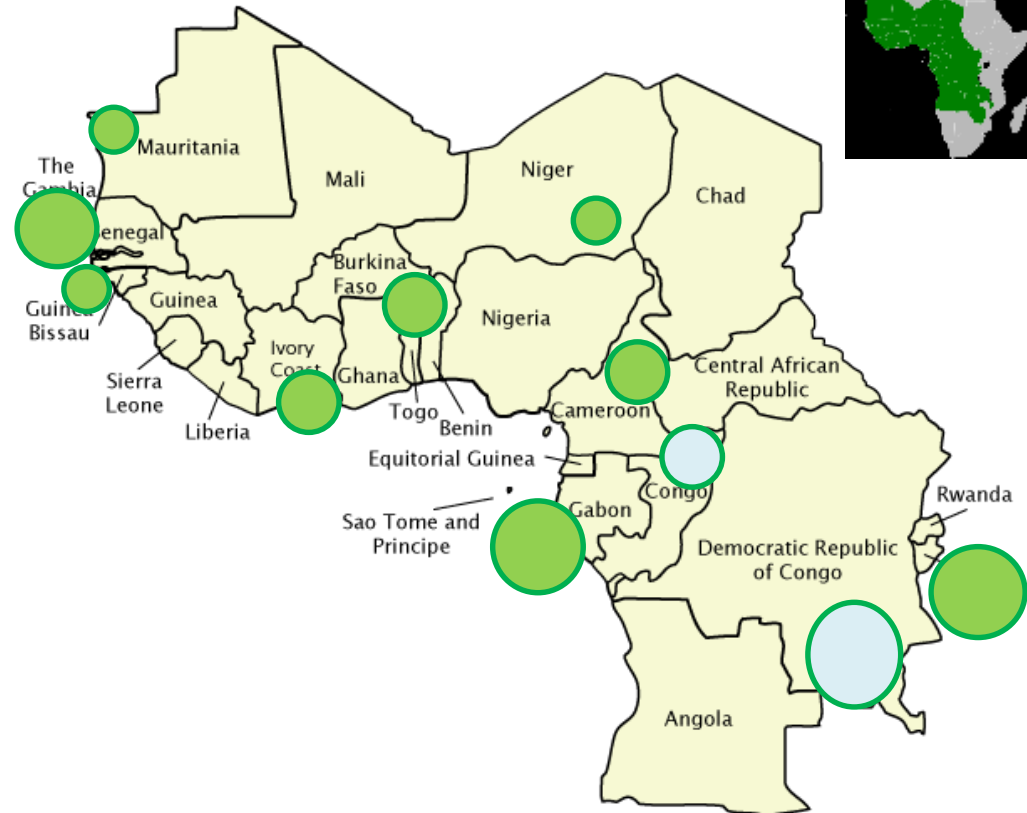 Mauritania
The
Gambia
Mali
Niger
Chad
Senegal
Burkina
Faso
Guinea
Guinea
Bissau
Nigeria
Ivory
Coast
Ghana
Sierra
Leone
Liberia
Togo
Benin
Central African
Republic
Cameroon
Equitorial Guinea
Congo
Gabon
Sao Tome and
Principe
Rwanda
Democratic Republic
of Congo
Angola